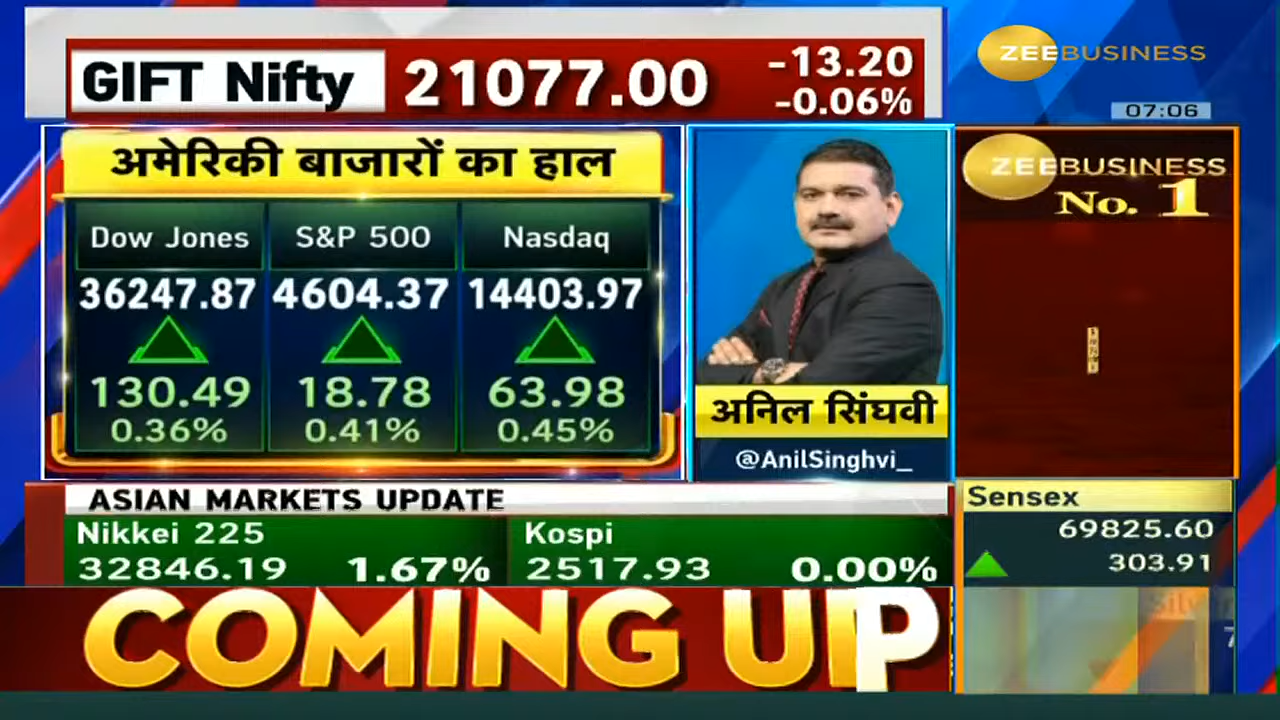 GIFT Nifty
21077.00
-13.20
-0.06%
ZEEBUSINESS
07:06
अमेरिकी बाजारों का हाल
Dow Jones
S&P 500
Nasdaq
36247.87
4604.37
14403.97
130.49
18.78
63.98
0.36%
0.41%
0.45%
अनिल सिंघवी
@AnilSinghvi_
ZEEBUSINESS
No. 1
ASIAN MARKETS UPDATE
Nikkei 225
32846.19
1.67%
Kospi
2517.93
0.00%
Sensex
69825.60
303.91
COMING UP